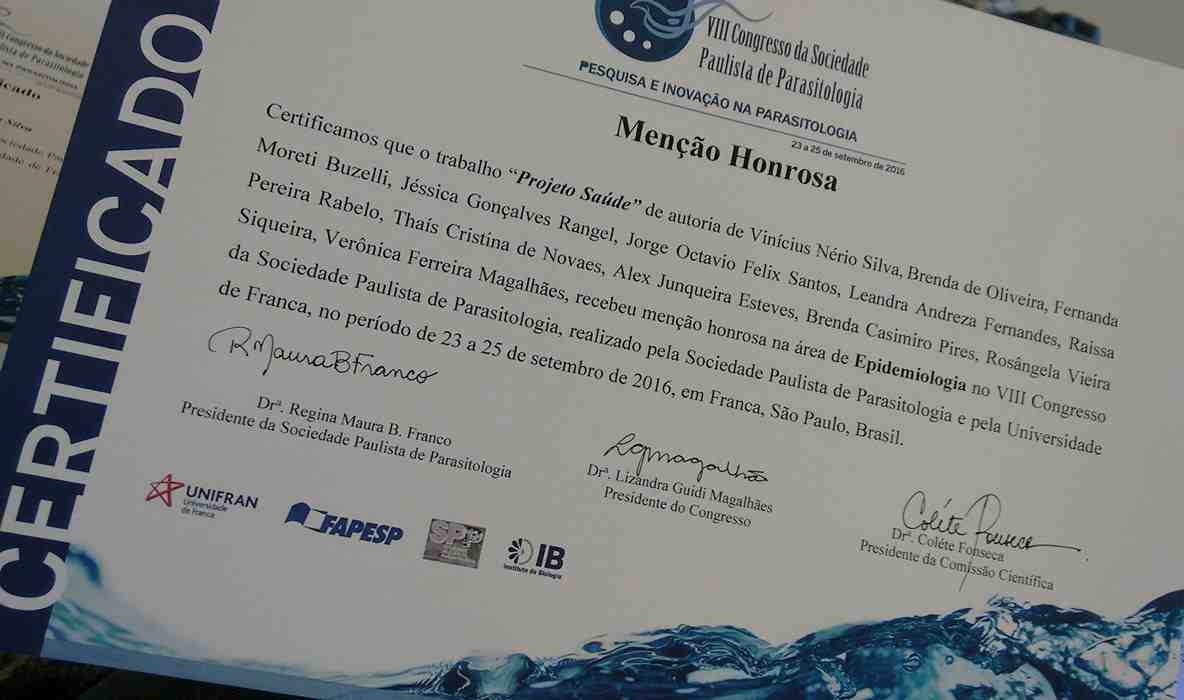 CERTIFICADO
VIII Congresso da Sociedade
Paulista de Parasitologia
PESQUISA E INOVAÇÃO NA PARASITOLOGIA
23 a 25 de setembro de 2016
Menção Honrosa
Certificamos que o trabalho “Projeto Saúde” de autoria de Vinícius Nério Silva, Brenda de Oliveira, Fernanda
Moreti Buzelli, Jéssica Gonçalves Rangel, Jorge Octavio Felix Santos, Leandra Andreza Fernandes, Raissa
Pereira Rabelo, Thaís Cristina de Novaes, Alex Junqueira Esteves, Brenda Casimiro Pires, Rosângela Vieira
Siqueira, Verônica Ferreira Magalhães, recebeu menção honrosa na área de Epidemiologia no VIII Congresso
da Sociedade Paulista de Parasitologia, realizado pela Sociedade Paulista de Parasitologia e pela Universidade
de Franca, no período de 23 a 25 de setembro de 2016, em Franca, São Paulo, Brasil.
RMauraBFranco
Drª. Regina Maura B. Franco
Presidente da Sociedade Paulista de Parasitologia
Lgmagalhães
Drª. Lizandra Guidi Magalhães
Presidente do Congresso
Coléte Fonseca
Drª. Coléte Fonseca
Presidente da Comissão Científica
UNIFRAN
Universidade
de Franca
FAPESP
SPP
IB
Instituto de Biologia